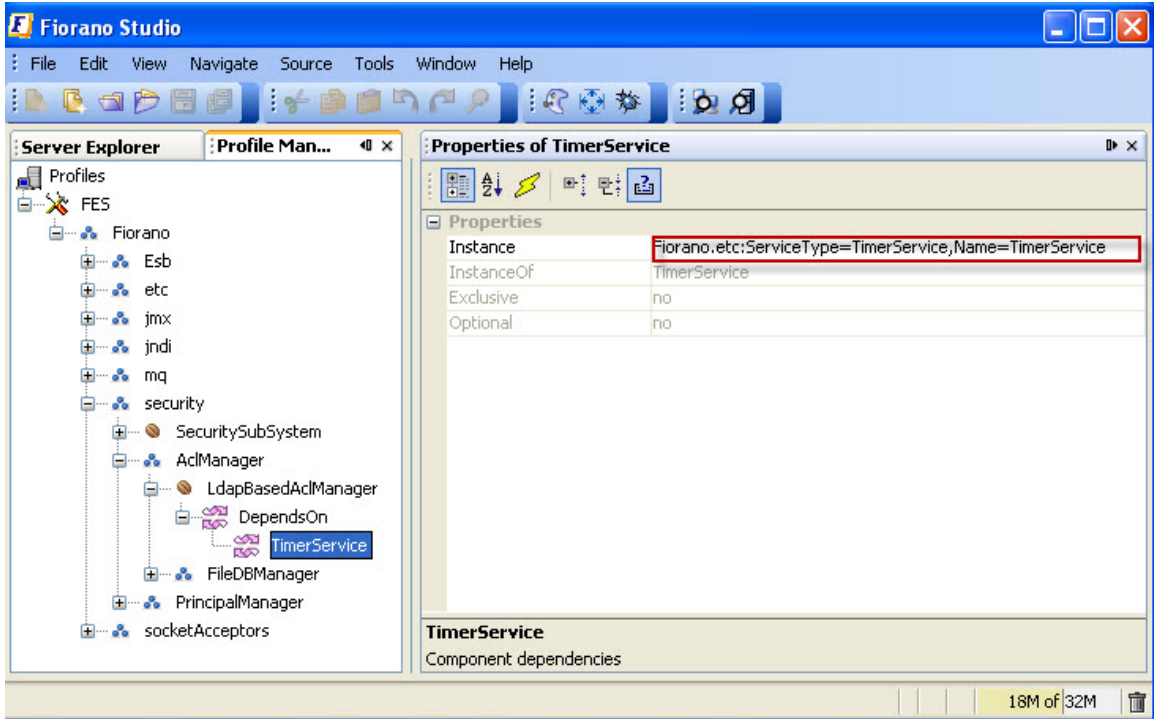 Fiorano Studio
File Edit View Navigate Source Tools Window Help
Server Explorer
Profile Man...
Profiles
FES
Fiorano
Esb
etc
jmx
jndi
mq
security
SecuritySubSystem
AclManager
LdapBasedAclManager
DependsOn
TimerService
FileDBManager
PrincipalManager
socketAcceptors
Properties of TimerService
Properties
Instance Fiorano.etc:ServiceType=TimerService,Name=TimerService
InstanceOf TimerService
Exclusive no
Optional no
TimerService
Component dependencies
18M of 32M